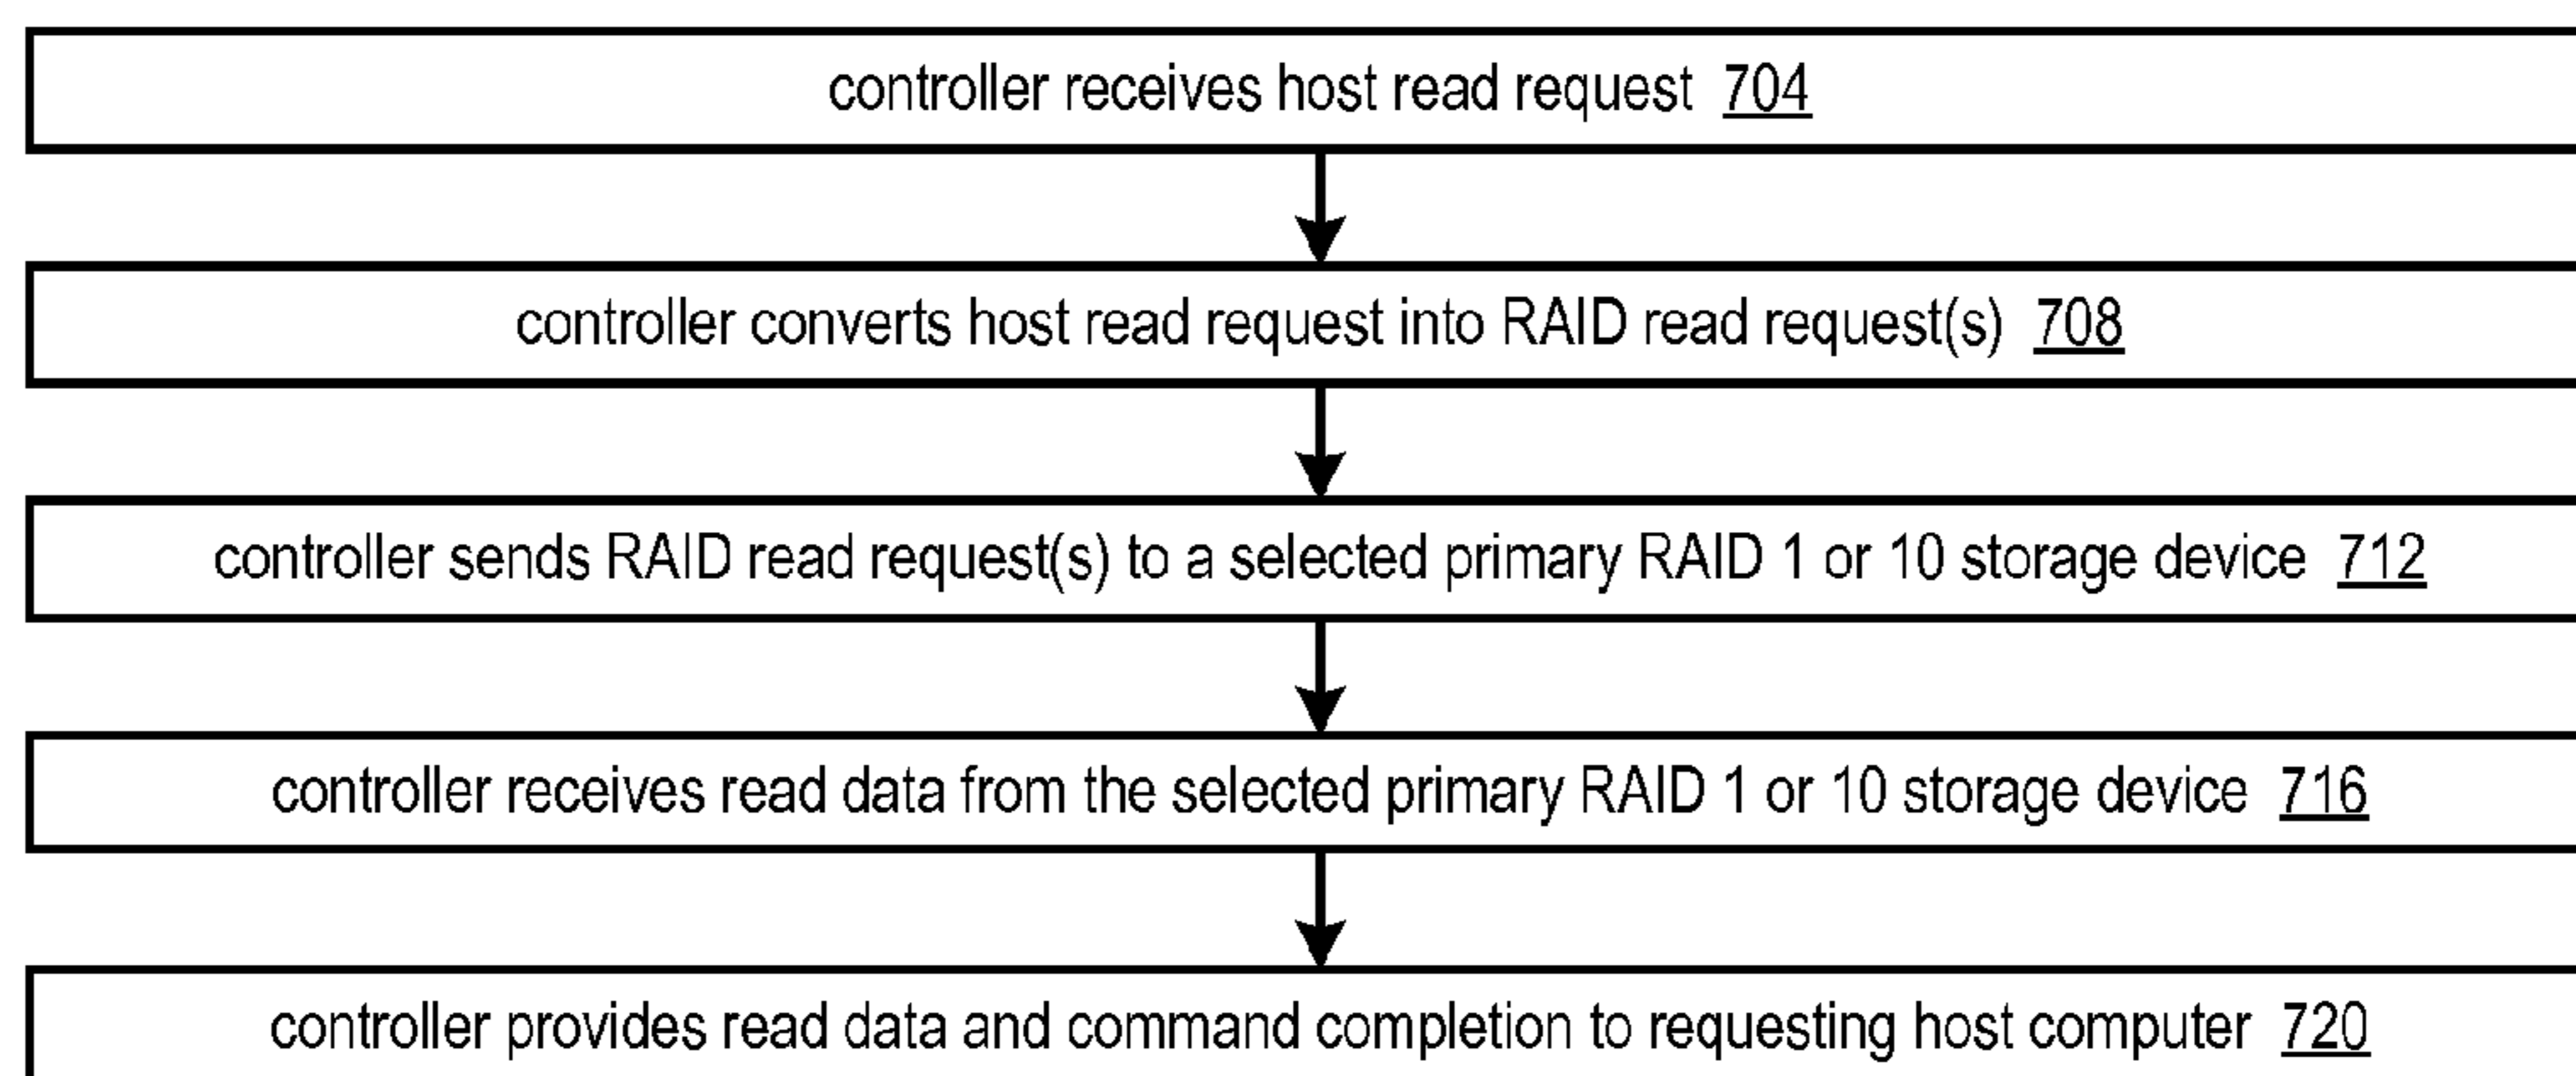 controller receives host read request 704
controller converts host read request into RAID read request(s) 708
controller sends RAID read request(s) to a selected primary RAID 1 or 10 storage device 712
controller receives read data from the selected primary RAID 1 or 10 storage device 716
controller provides read data and command completion to requesting host computer 720